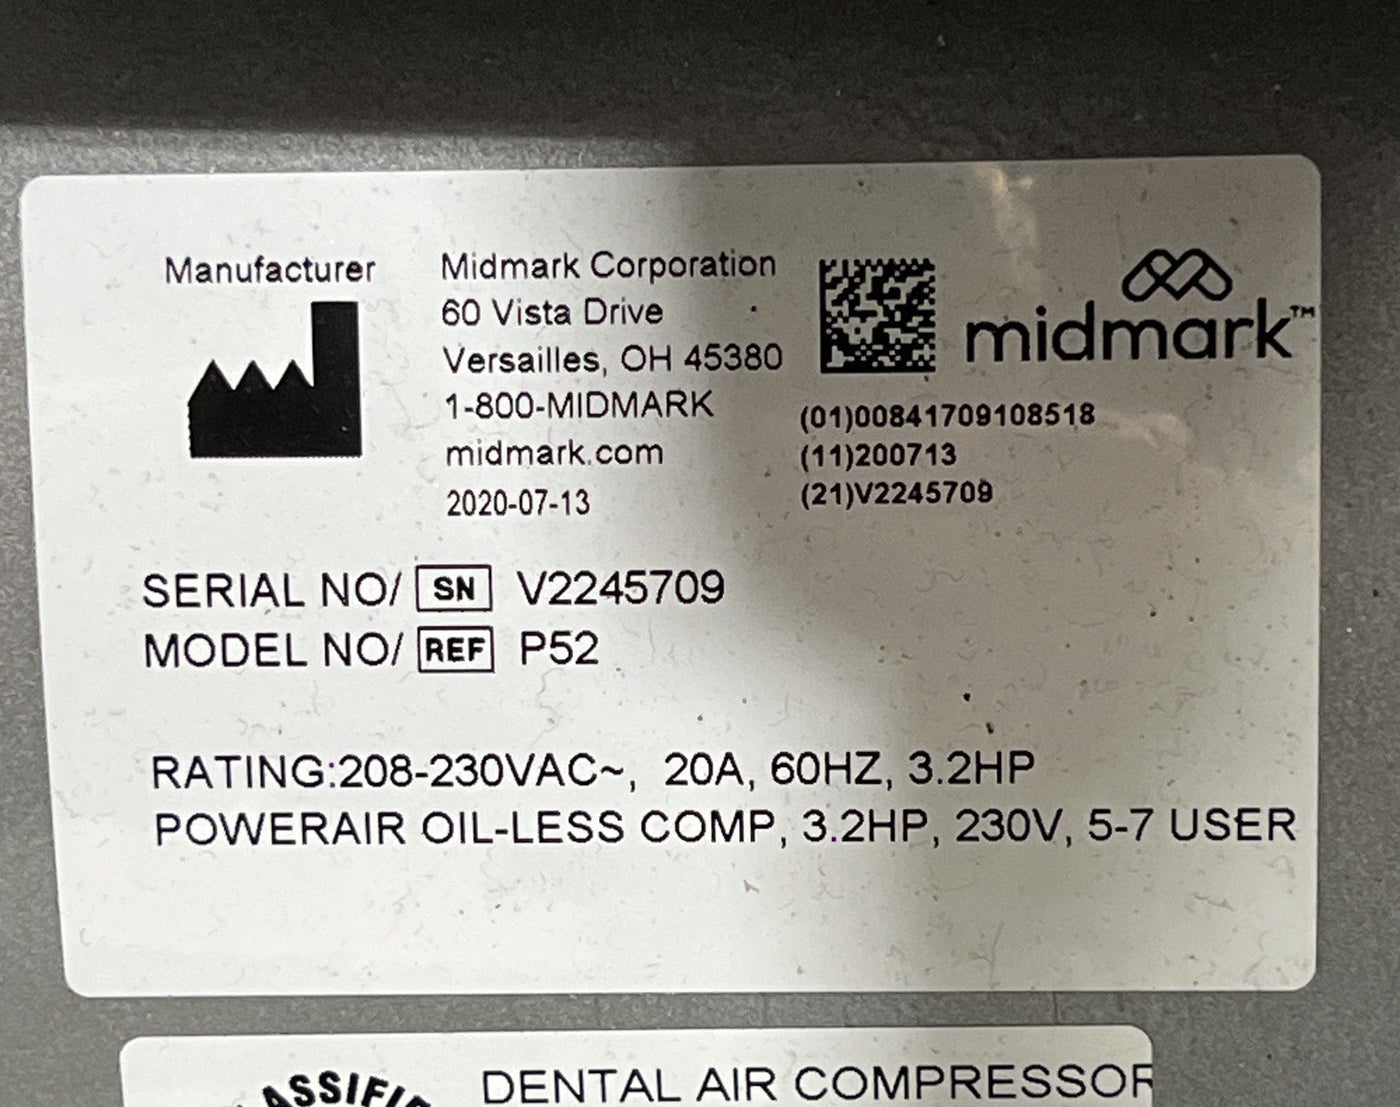 Manufacturer
Midmark Corporation
60 Vista Drive
Versailles, OH 45380
1-800-MIDMARK
midmark.com
2020-07-13
midmark™
(01)00841709108518
(11)200713
(21)V2245709
SERIAL NO/ SN V2245709
MODEL NO/ REF P52
RATING:208-230VAC~, 20A, 60HZ, 3.2HP
POWERAIR OIL-LESS COMP, 3.2HP, 230V, 5-7 USER
DENTAL AIR COMPRESSOR